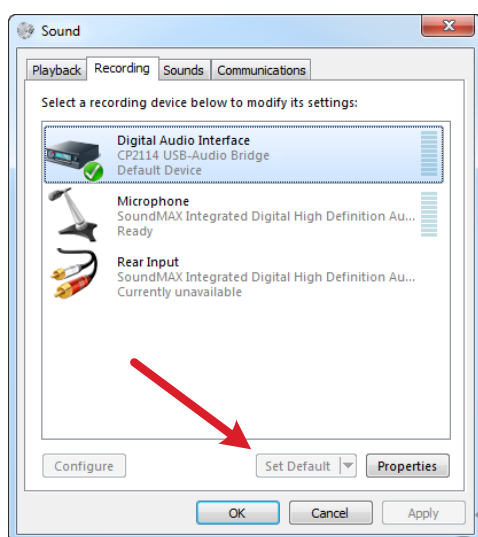 Sound
Playback Recording Sounds Communications
Select a recording device below to modify its settings:
Digital Audio Interface
CP2114 USB-Audio Bridge
Default Device
Microphone
SoundMAX Integrated Digital High Definition Au...
Ready
Rear Input
SoundMAX Integrated Digital High Definition Au...
Currently unavailable
Configure Set Default Properties
OK Cancel Apply